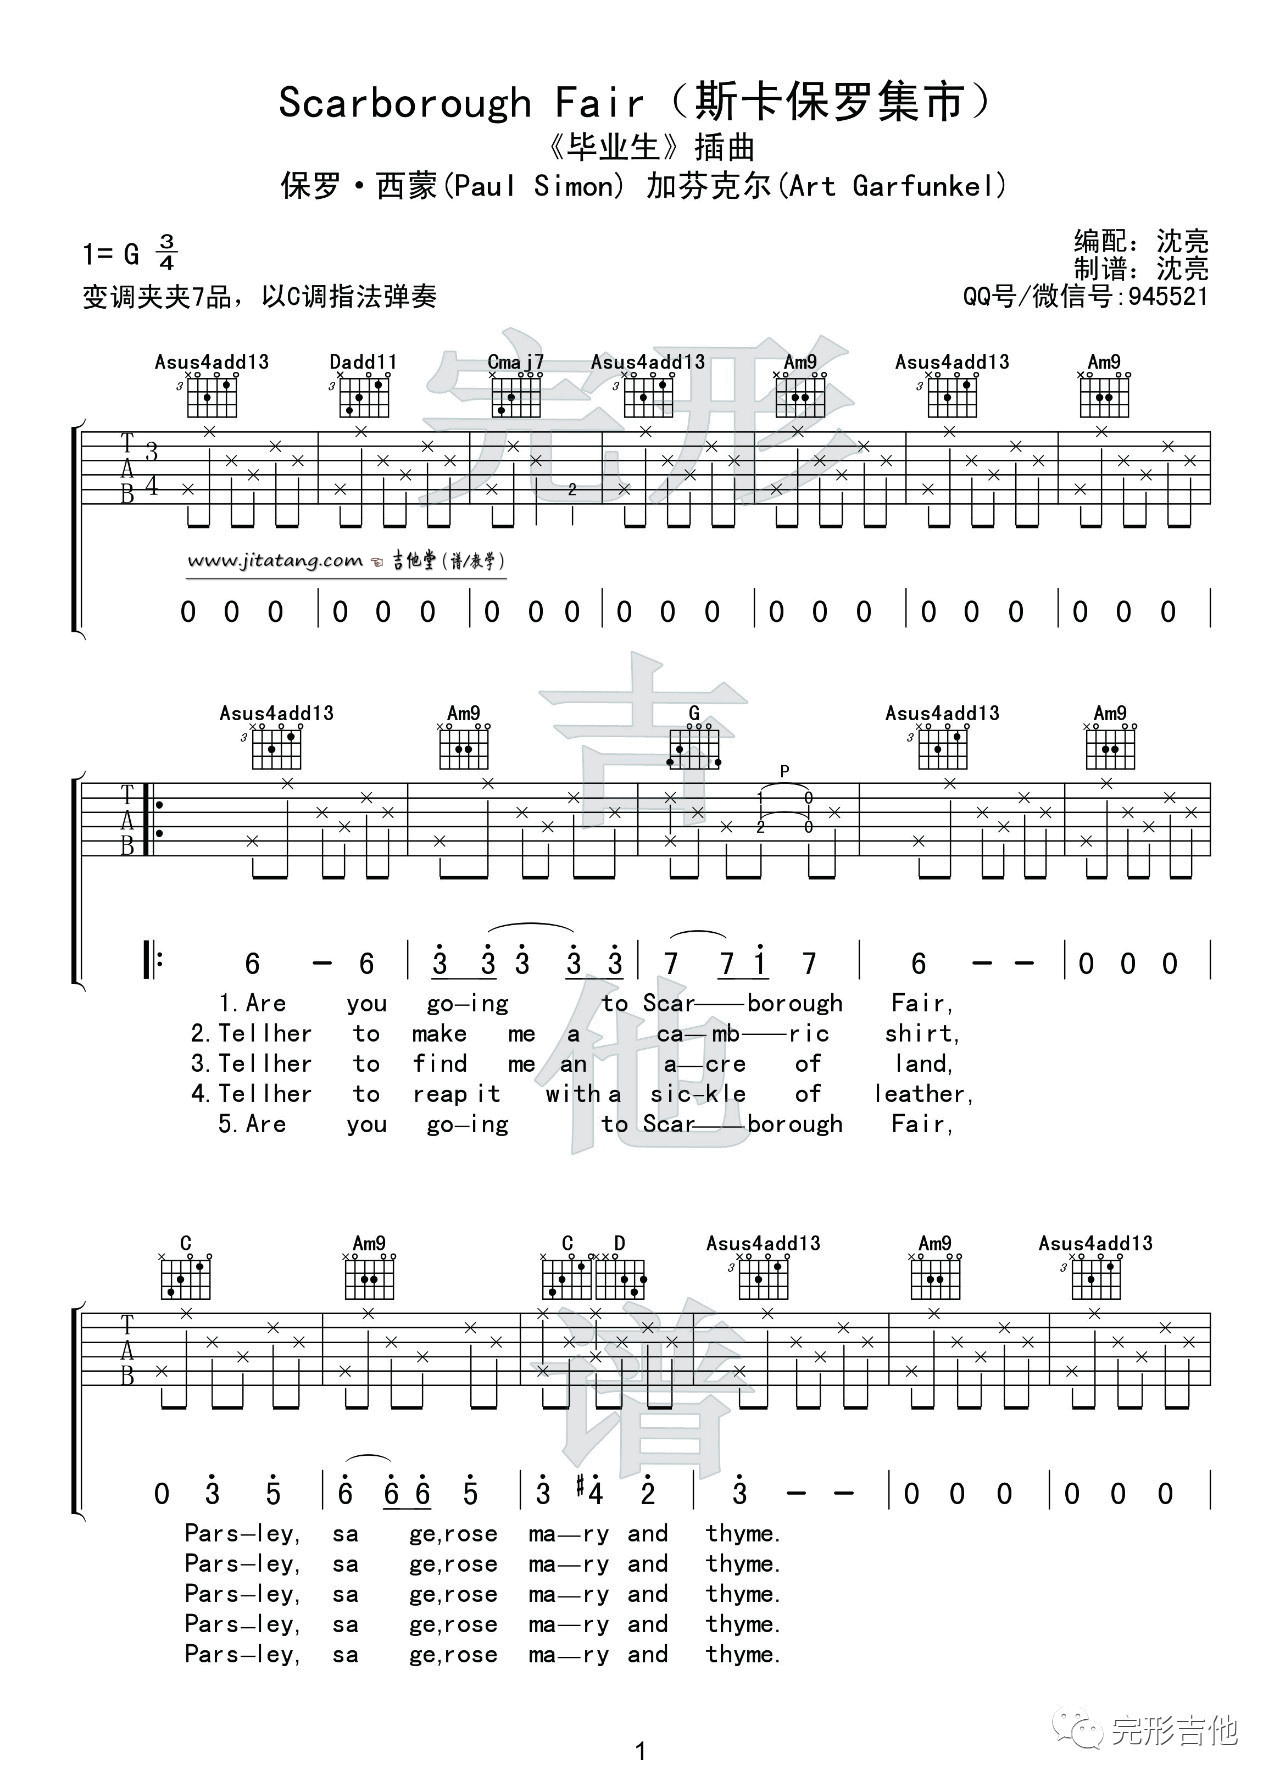 Scarborough Fair（斯卡保罗集市）
《毕业生》插曲
保罗·西蒙(Paul Simon) 加芬克尔(Art Garfunkel)
1= G 3/4
编配：沈亮
制谱：沈亮
变调夹夹7品，以C调指法弹奏
QQ号/微信号:945521
Asus4add13 Dadd11 Cmaj7 Asus4add13 Am9 Asus4add13 Am9
3 3 3
T A B 3 4 2
www.jitatang.com 吉他堂(谱/教学)
0 0 0 | 0 0 0 | 0 0 0 | 0 0 0 | 0 0 0 | 0 0 0 | 0 0 0 |
Asus4add13 Am9 G Asus4add13 Am9
3 3
P
T A B 1 0 2 0
6 - 6 | 3 3 3 3 3 | 7 7 1 7 | 6 - - | 0 0 0 |
1.Are you go—ing to Scar——borough Fair,
2.Tellher to make me a ca—mb——ric shirt,
3.Tellher to find me an a—cre of land,
4.Tellher to reap it with a sic-kle of leather,
5.Are you go—ing to Scar——borough Fair,
C Am9 C D Asus4add13 Am9 Asus4add13
3 3
T A B
0 3 5 | 6 6 6 5 | 3 #4 2 | 3 - - | 0 0 0 | 0 0 0 |
Pars—ley, sa ge,rose ma—ry and thyme.
Pars—ley, sa ge,rose ma—ry and thyme.
Pars—ley, sa ge,rose ma—ry and thyme.
Pars—ley, sa ge,rose ma—ry and thyme.
Pars—ley, sa ge,rose ma—ry and thyme.
完形吉他谱
完形吉他
1